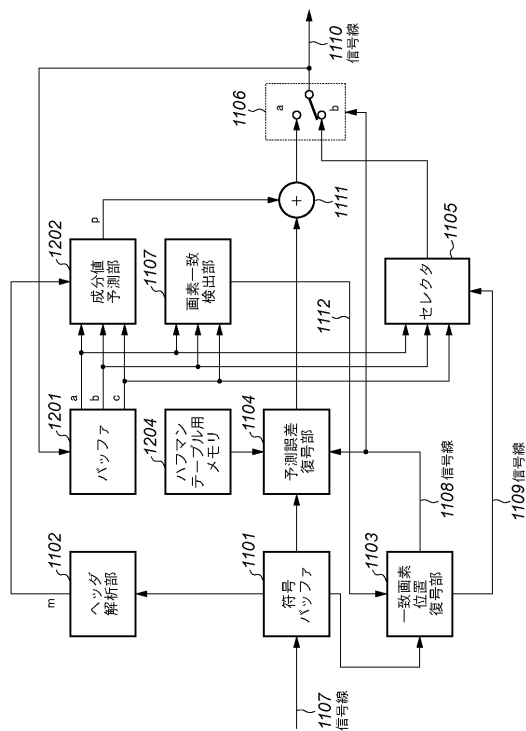 1107
信号線
符号
バッファ
1101
ヘッダ
解析部
1102
m
一致画素
位置
復号部
1103
バッファ
1201
a
b
c
ハフマン
テーブル用
メモリ
1204
予測誤差
復号部
1104
1108 信号線
1109 信号線
成分値
予測部
1202
p
画素一致
検出部
1107
1112
+
1111
セレクタ
1105
1106
a
b
1110
信号線